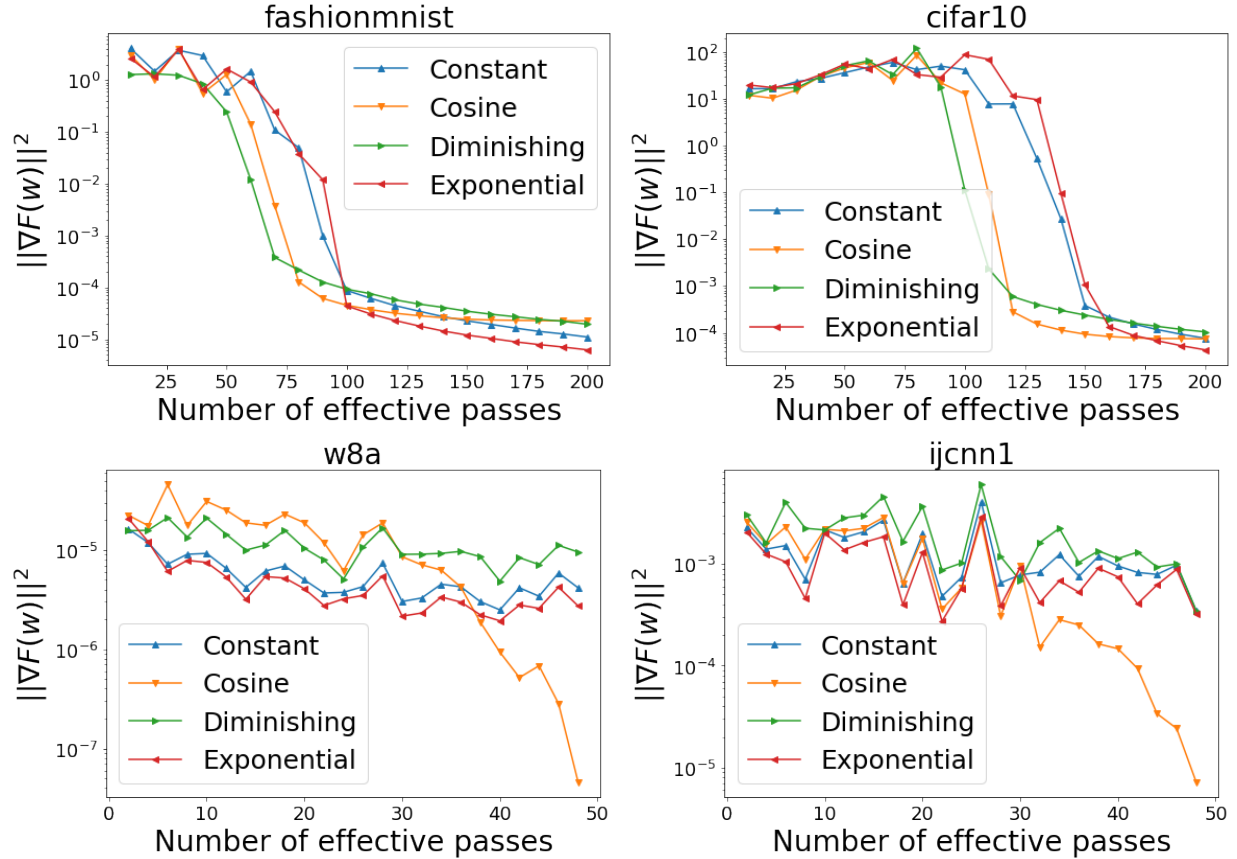 fashionmnist
10^0
10^-1
10^-2
10^-3
10^-4
10^-5
||∇F(w)||^2
Constant
Cosine
Diminishing
Exponential
25 50 75 100 125 150 175 200
Number of effective passes
cifar10
10^2
10^1
10^0
10^-1
10^-2
10^-3
10^-4
||∇F(w)||^2
Constant
Cosine
Diminishing
Exponential
25 50 75 100 125 150 175 200
Number of effective passes
w8a
10^-5
10^-6
10^-7
||∇F(w)||^2
Constant
Cosine
Diminishing
Exponential
0 10 20 30 40 50
Number of effective passes
ijcnn1
10^-3
10^-4
10^-5
||∇F(w)||^2
Constant
Cosine
Diminishing
Exponential
0 10 20 30 40 50
Number of effective passes